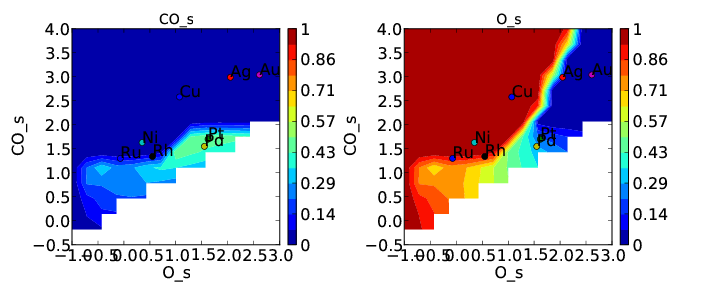 CO_s
4.0
3.5
3.0
2.5
2.0
1.5
1.0
0.5
0.0
−0.5
CO_s
Ag
Au
Cu
Ni
Pt
Pd
Ru
Rh
−1.0−0.50.00.51.01.52.02.53.0
O_s
1
0.86
0.71
0.57
0.43
0.29
0.14
0
O_s
4.0
3.5
3.0
2.5
2.0
1.5
1.0
0.5
0.0
−0.5
CO_s
Ag
Au
Cu
Ni
Pt
Pd
Ru
Rh
−1.0−0.50.00.51.01.52.02.53.0
O_s
1
0.86
0.71
0.57
0.43
0.29
0.14
0